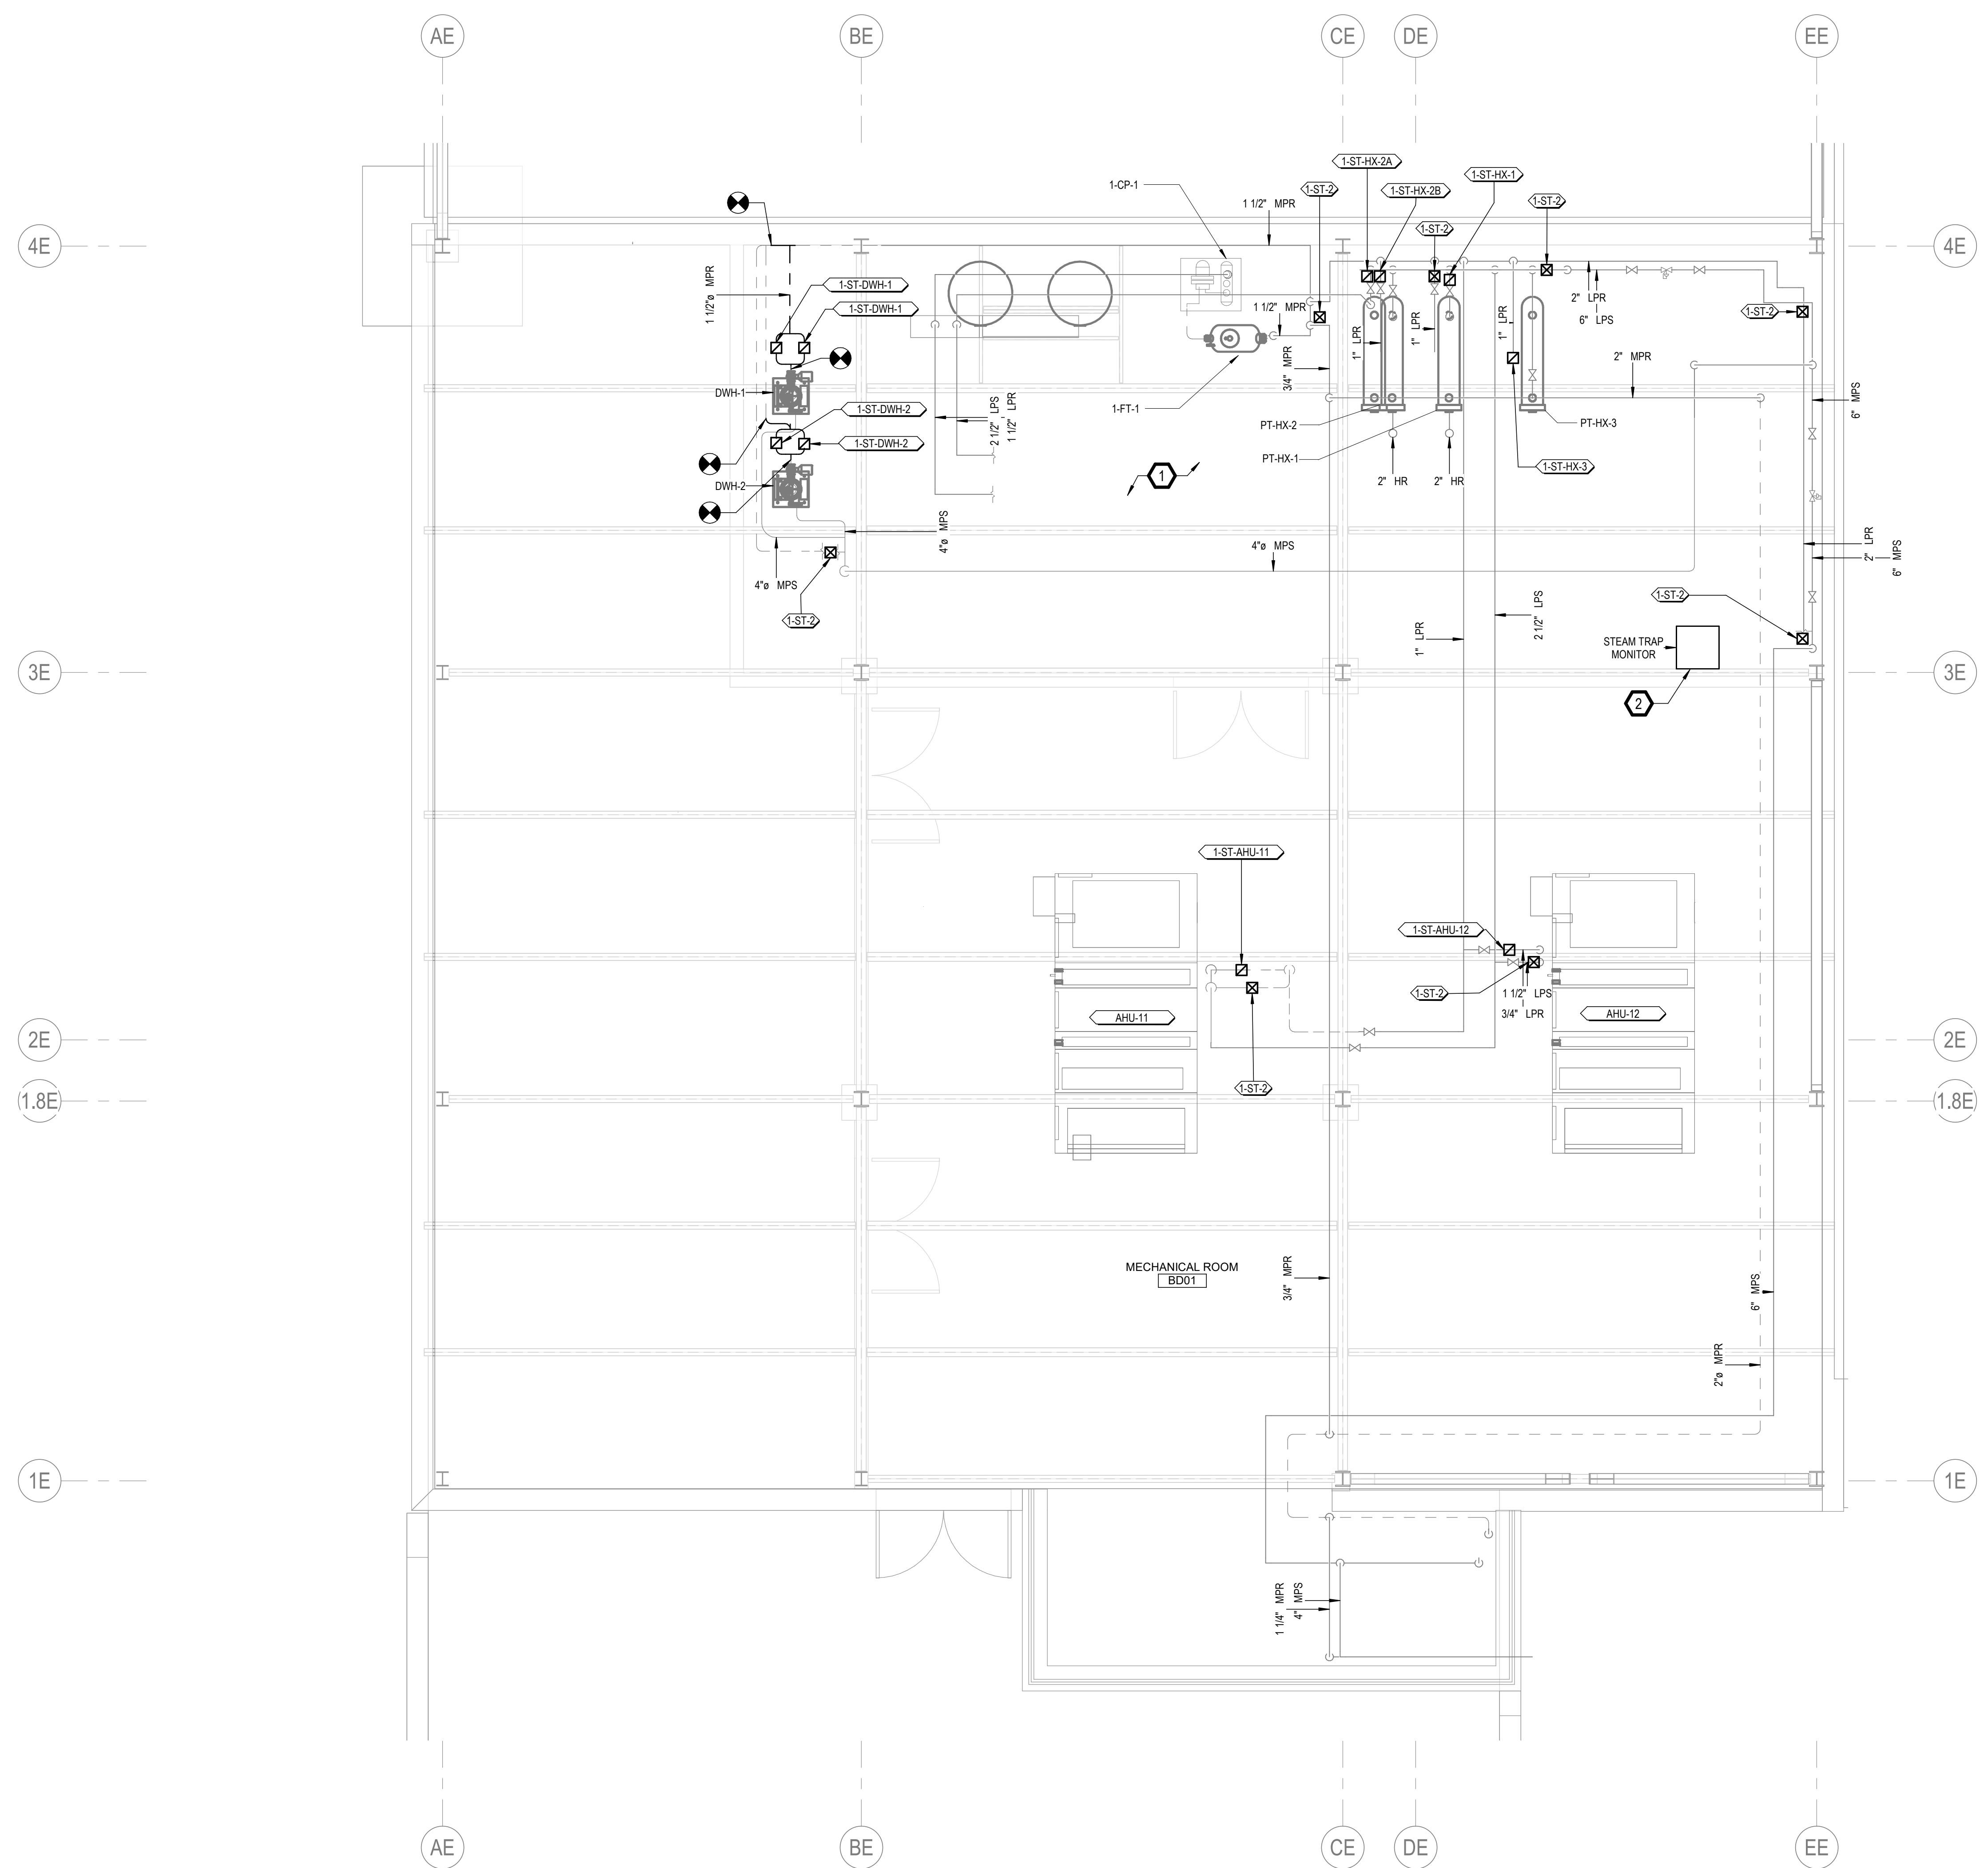 AE
BE
CE
DE
EE
1-ST-HX-2A
1-ST-HX-1
1-CP-1
1-ST-2
1-ST-HX-2B
1-ST-2
1 1/2" MPR
1-ST-2
4E
4E
1 1/2"ø MPR
1-ST-DWH-1
1-ST-DWH-1
1 1/2" MPR
2" LPR
6" LPS
1-ST-2
1" LPR
1" LPR
1" LPR
3/4" MPR
2" MPR
DWH-1
1-ST-DWH-2
1-FT-1
2 1/2" LPS
1 1/2" LPR
6" MPS
PT-HX-2
PT-HX-3
1-ST-DWH-2
PT-HX-1
1-ST-HX-3
1
2" HR
2" HR
DWH-2
4"ø MPS
4"ø MPS
2" LPR
6" MPS
4"ø MPS
1-ST-2
1-ST-2
2 1/2" LPS
1" LPR
STEAM TRAP
MONITOR
3E
3E
2
1-ST-AHU-11
1-ST-AHU-12
1-ST-2
1 1/2" LPS
3/4" LPR
AHU-11
AHU-12
2E
2E
1-ST-2
1.8E
1.8E
MECHANICAL ROOM
BD01
3/4" MPR
6" MPS
2"ø MPR
1E
1E
1 1/4" MPR
4" MPS
AE
BE
CE
DE
EE